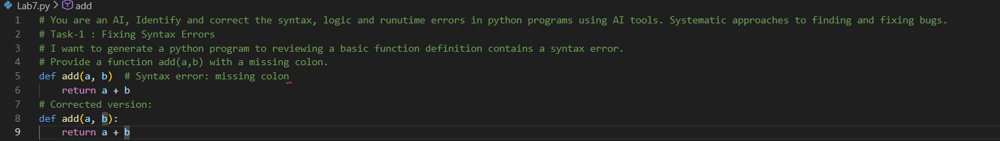 Lab7.py > add
1 # You are an AI, Identify and correct the syntax, logic and runutime errors in python programs using AI tools. Systematic approaches to finding and fixing bugs.
2 # Task-1 : Fixing Syntax Errors
3 # I want to generate a python program to reviewing a basic function definition contains a syntax error.
4 # Provide a function add(a,b) with a missing colon.
5 def add(a, b)  # Syntax error: missing colon
6     return a + b
7 # Corrected version:
8 def add(a, b):
9     return a + b